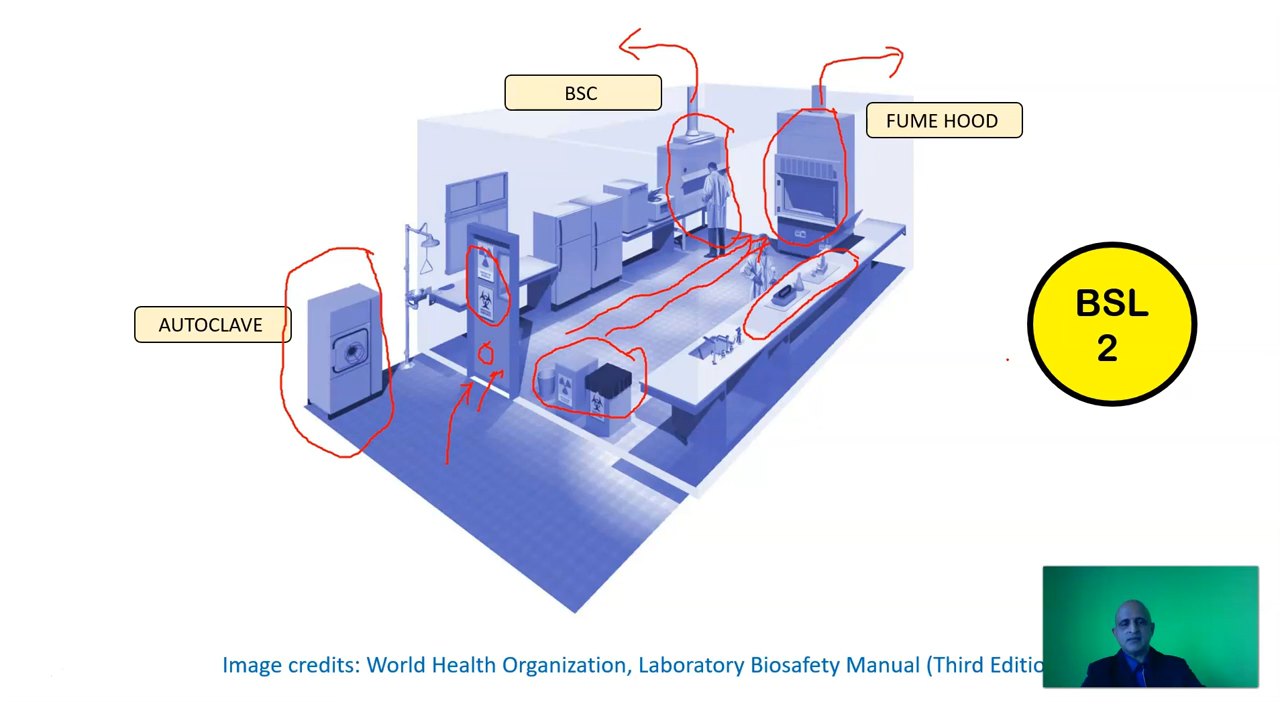 BSC
FUME HOOD
AUTOCLAVE
BSL
2
Image credits: World Health Organization, Laboratory Biosafety Manual (Third Editio